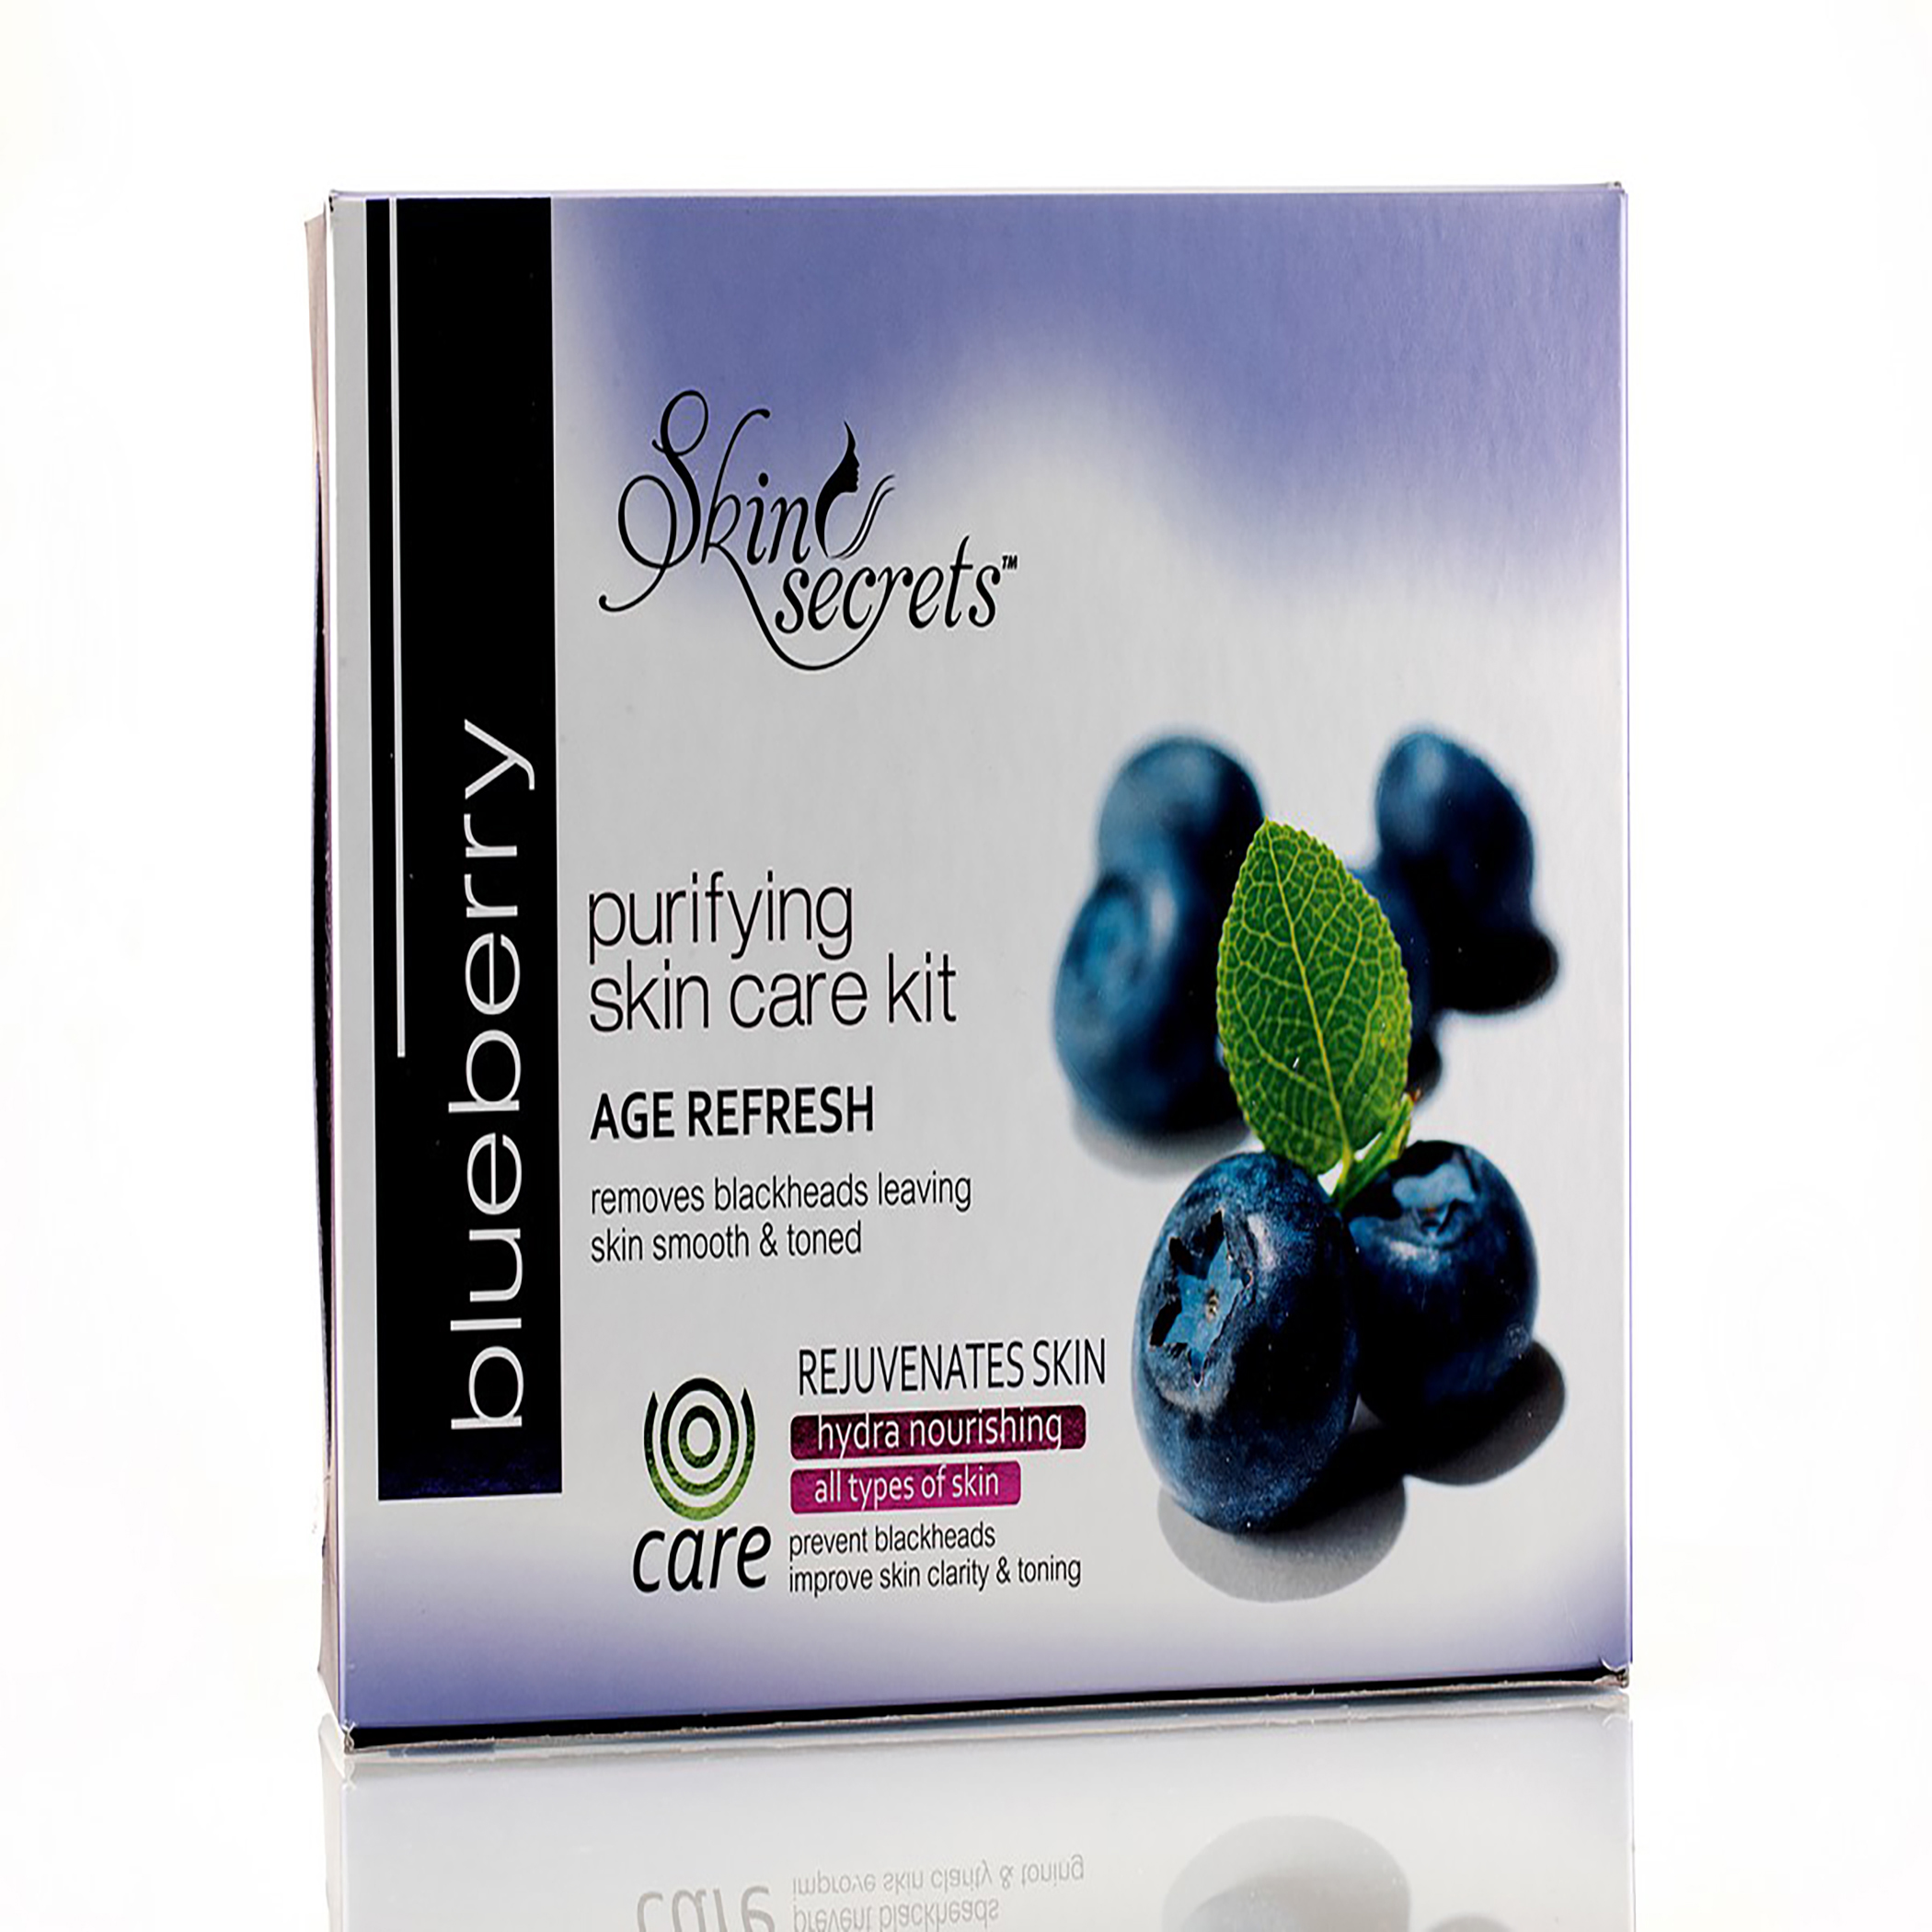 blueberry
Skin
secrets™
purifying
skin care kit
AGE REFRESH
removes blackheads leaving
skin smooth & toned
REJUVENATES SKIN
hydra nourishing
all types of skin
care
prevent blackheads
improve skin clarity & toning